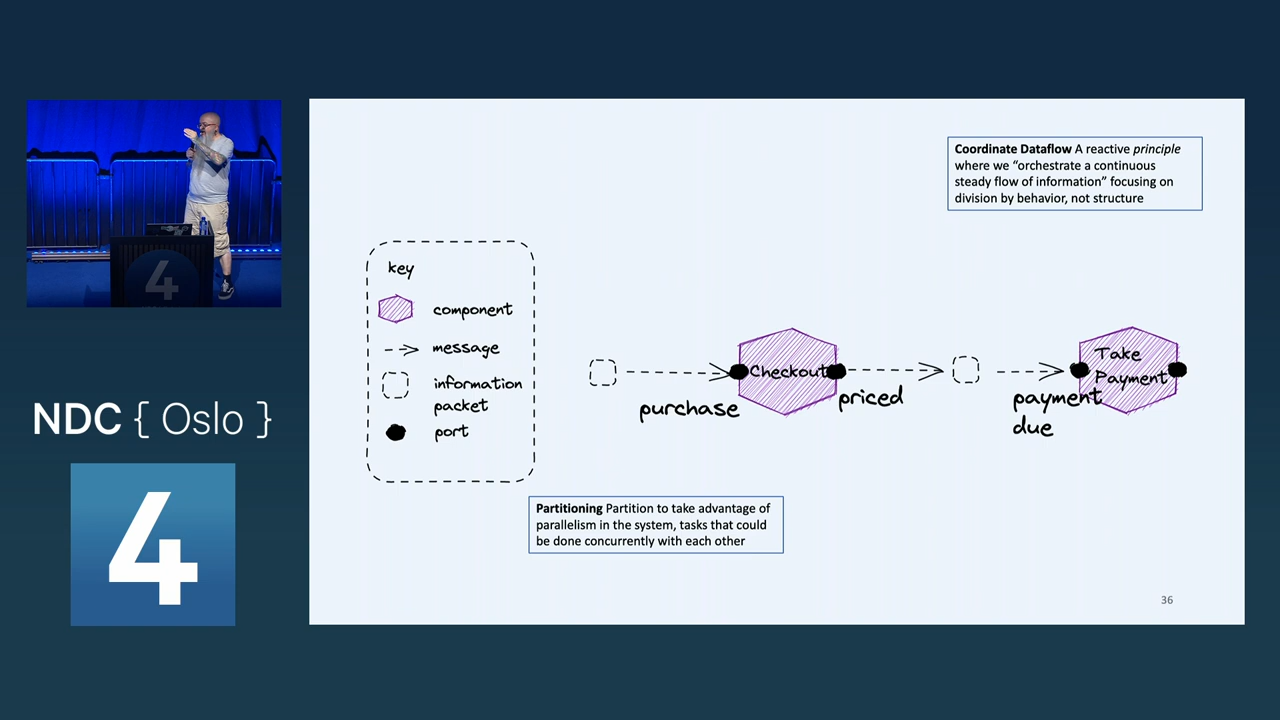 Coordinate Dataflow A reactive principle
where we “orchestrate a continuous
steady flow of information” focusing on
division by behavior, not structure
key
component
message
information
packet
port
Checkout
purchase
priced
Take
Payment
payment
due
Partitioning Partition to take advantage of
parallelism in the system, tasks that could
be done concurrently with each other
36
4
NDC { Oslo }
4